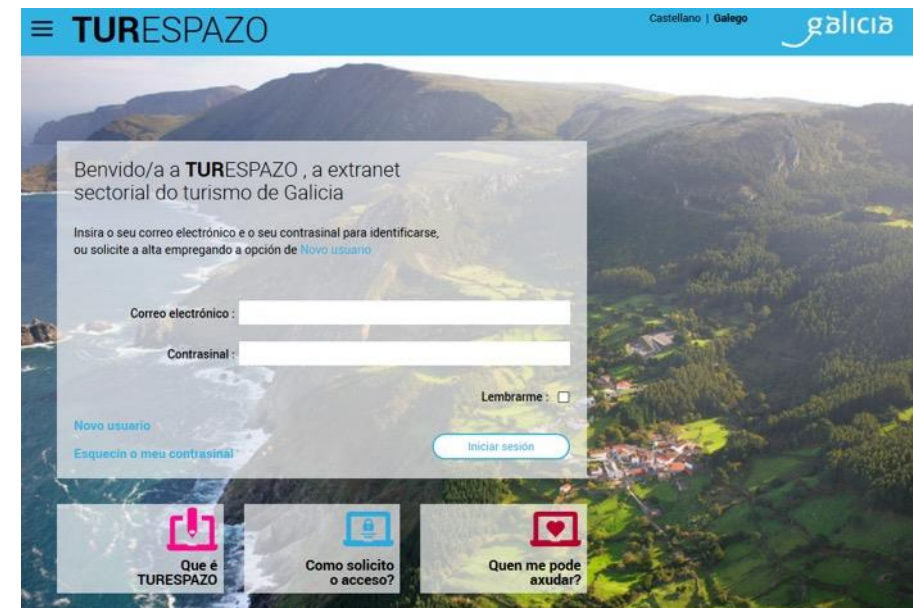 TURESPAZO
Castellano | Galego
galicia
Benvido/a a TURESPAZO , a extranet
sectorial do turismo de Galicia
Insira o seu correo electrónico e o seu contrasinal para identificarse,
ou solicite a alta empregando a opción de Novo usuario
Correo electrónico :
Contrasinal :
Lembrarme :
Novo usuario
Esquecín o meu contrasinal
Iniciar sesión
Que é
TURESPAZO
Como solicito
o acceso?
Quen me pode
axudar?